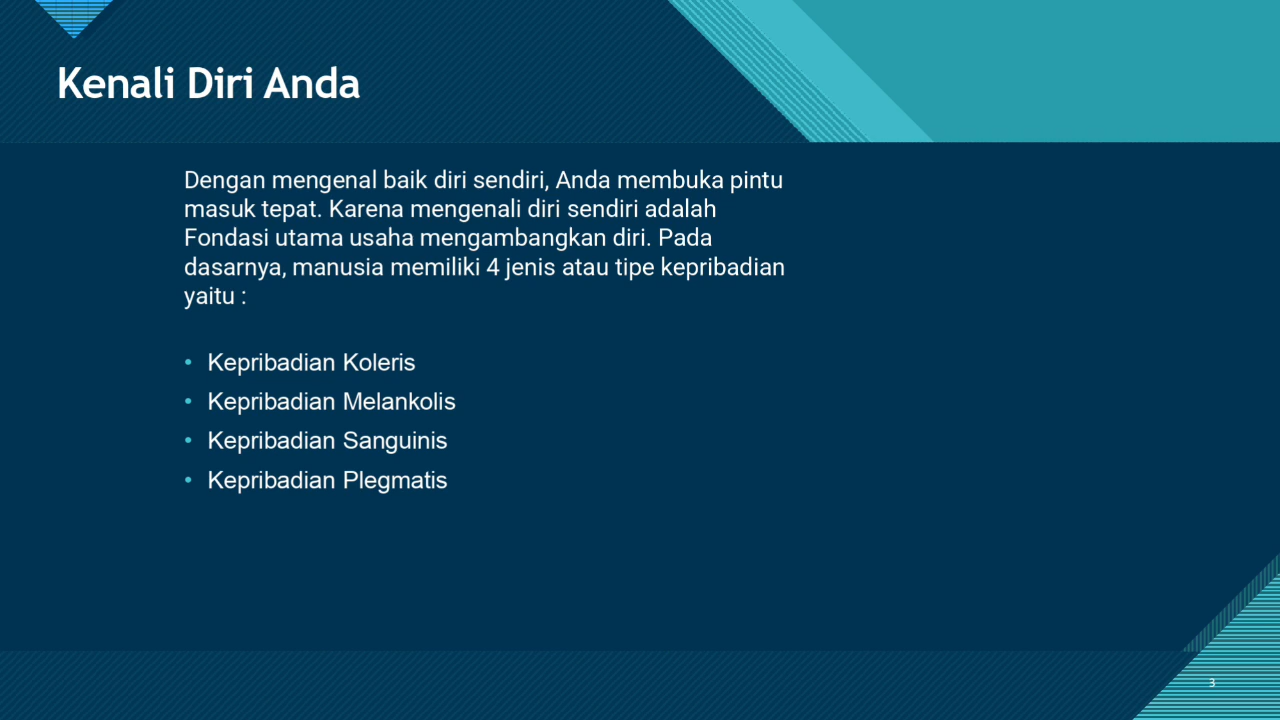 Kenali Diri Anda
Dengan mengenal baik diri sendiri, Anda membuka pintu
masuk tepat. Karena mengenali diri sendiri adalah
Fondasi utama usaha mengambangkan diri. Pada
dasarnya, manusia memiliki 4 jenis atau tipe kepribadian
yaitu :
• Kepribadian Koleris
• Kepribadian Melankolis
• Kepribadian Sanguinis
• Kepribadian Plegmatis
3